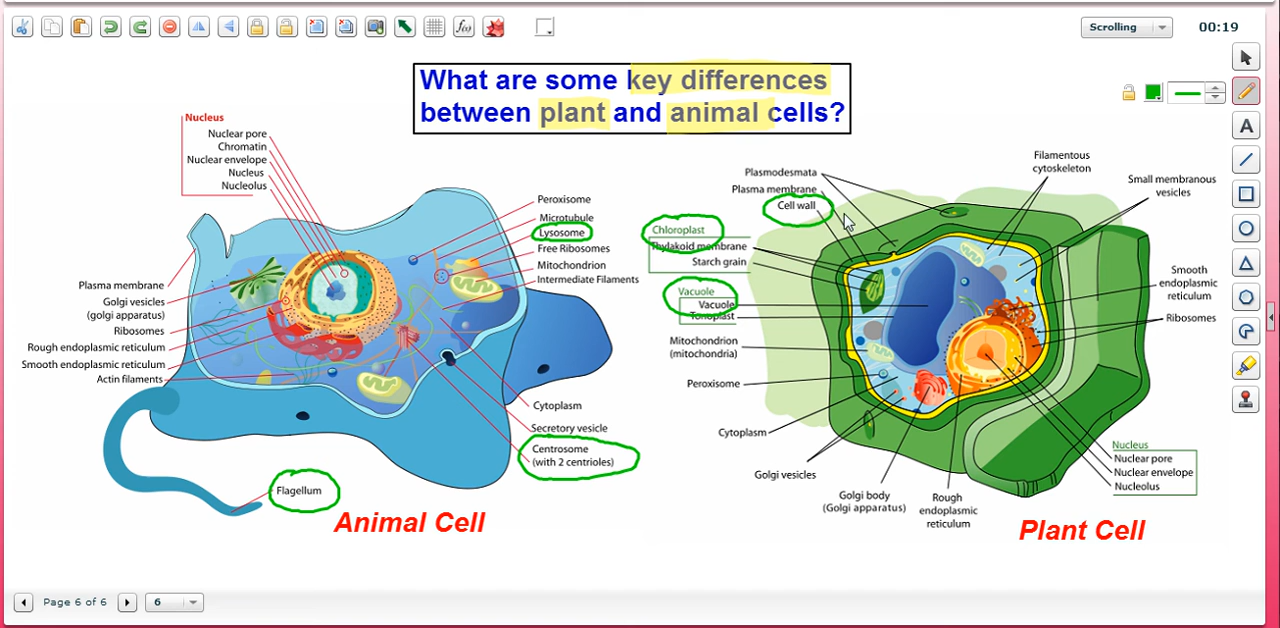 Scrolling
00:19
f(x)
A
What are some key differences
between plant and animal cells?
Nucleus
Nuclear pore
Chromatin
Nuclear envelope
Nucleus
Nucleolus
Plasma membrane
Golgi vesicles
(golgi apparatus)
Ribosomes
Rough endoplasmic reticulum
Smooth endoplasmic reticulum
Actin filaments
Flagellum
Peroxisome
Microtubule
Lysosome
Free Ribosomes
Mitochondrion
Intermediate Filaments
Cytoplasm
Secretory vesicle
Centrosome
(with 2 centrioles)
Animal Cell
Plasmodesmata
Plasma membrane
Cell wall
Chloroplast
Thylakoid membrane
Starch grain
Vacuole
Vacuole
Tonoplast
Mitochondrion
(mitochondria)
Peroxisome
Cytoplasm
Golgi vesicles
Golgi body
(Golgi apparatus)
Rough
endoplasmic
reticulum
Filamentous
cytoskeleton
Small membranous
vesicles
Smooth
endoplasmic
reticulum
Ribosomes
Nucleus
Nuclear pore
Nuclear envelope
Nucleolus
Plant Cell
Page 6 of 6
6